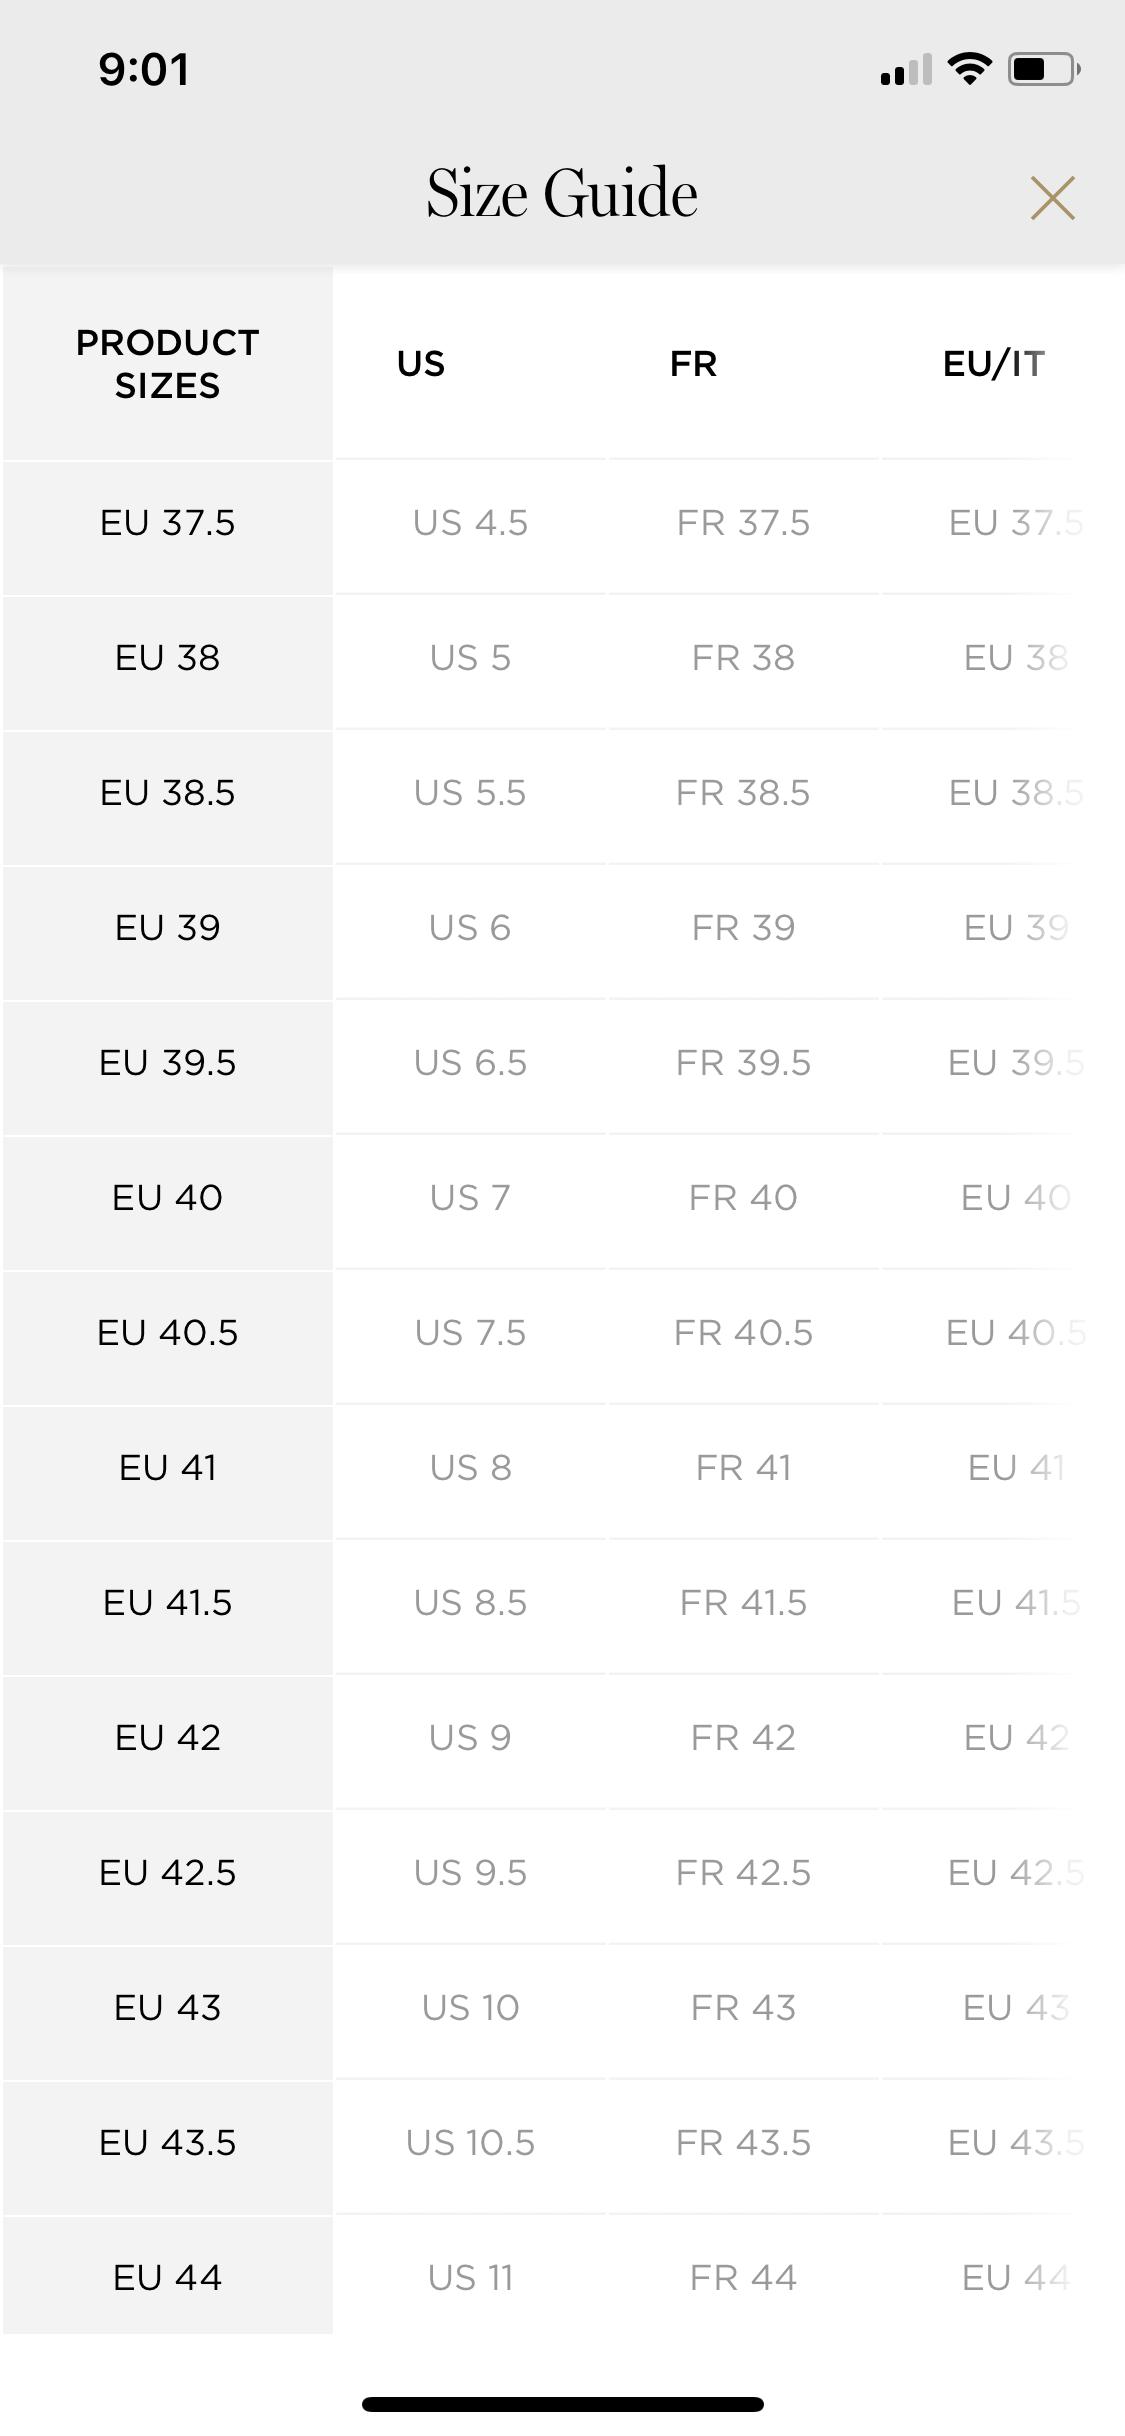 9:01
Size Guide
PRODUCT
SIZES
US
FR
EU/IT
EU 37.5 US 4.5 FR 37.5 EU 37.5
EU 38 US 5 FR 38 EU 38
EU 38.5 US 5.5 FR 38.5 EU 38.5
EU 39 US 6 FR 39 EU 39
EU 39.5 US 6.5 FR 39.5 EU 39.5
EU 40 US 7 FR 40 EU 40
EU 40.5 US 7.5 FR 40.5 EU 40.5
EU 41 US 8 FR 41 EU 41
EU 41.5 US 8.5 FR 41.5 EU 41.5
EU 42 US 9 FR 42 EU 42
EU 42.5 US 9.5 FR 42.5 EU 42.5
EU 43 US 10 FR 43 EU 43
EU 43.5 US 10.5 FR 43.5 EU 43.5
EU 44 US 11 FR 44 EU 44